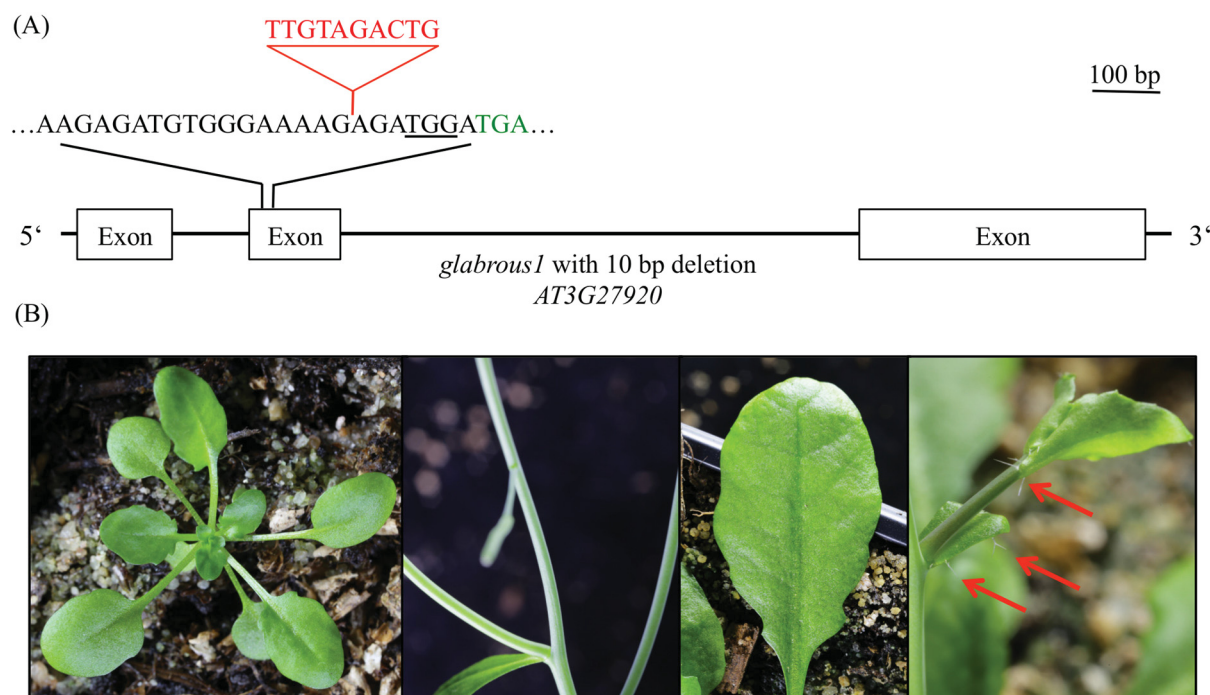 (A)
TTGTAGACTG
100 bp
…AAGAGATGTGGGAAAAGAGATGGATGA…
5‘ Exon Exon Exon 3‘
glabrous1 with 10 bp deletion
AT3G27920
(B)